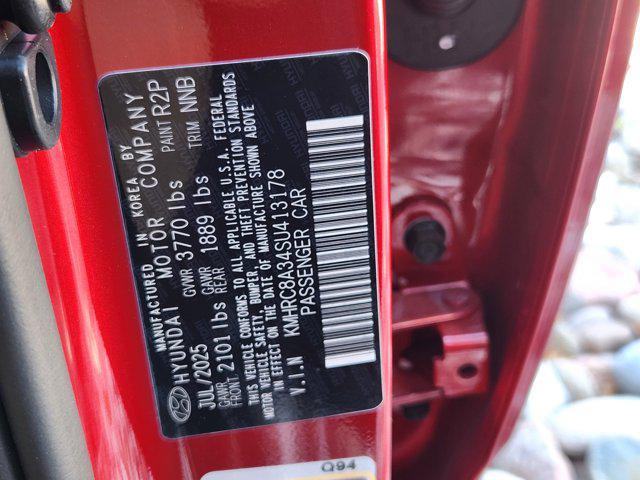 MANUFACTURED IN KOREA BY
HYUNDAI MOTOR COMPANY
JUL/2025 GVWR 3770 lbs PAINT R2P
GAWR FRONT 2101 lbs GAWR REAR 1889 lbs TRIM NNB
THIS VEHICLE CONFORMS TO ALL APPLICABLE U.S.A. FEDERAL
MOTOR VEHICLE SAFETY, BUMPER, AND THEFT PREVENTION STANDARDS
IN EFFECT ON THE DATE OF MANUFACTURE SHOWN ABOVE
V.I.N KMHRC8A34SU413178
PASSENGER CAR
Q94